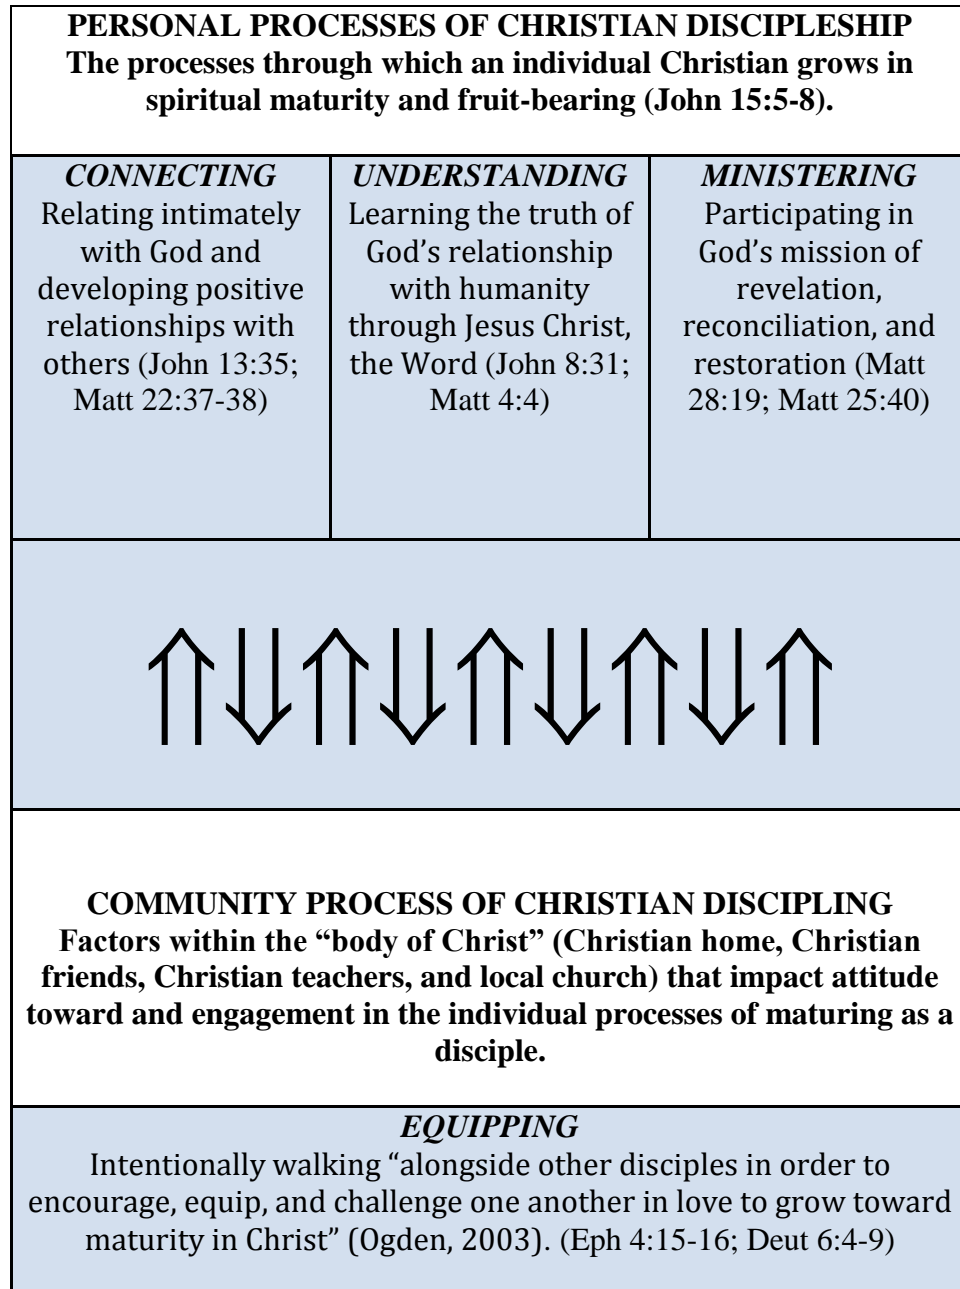 PERSONAL PROCESSES OF CHRISTIAN DISCIPLESHIP
The processes through which an individual Christian grows in
spiritual maturity and fruit-bearing (John 15:5-8).
CONNECTING
Relating intimately
with God and
developing positive
relationships with
others (John 13:35;
Matt 22:37-38)
UNDERSTANDING
Learning the truth of
God’s relationship
with humanity
through Jesus Christ,
the Word (John 8:31;
Matt 4:4)
MINISTERING
Participating in
God’s mission of
revelation,
reconciliation, and
restoration (Matt
28:19; Matt 25:40)
COMMUNITY PROCESS OF CHRISTIAN DISCIPLING
Factors within the “body of Christ” (Christian home, Christian
friends, Christian teachers, and local church) that impact attitude
toward and engagement in the individual processes of maturing as a
disciple.
EQUIPPING
Intentionally walking “alongside other disciples in order to
encourage, equip, and challenge one another in love to grow toward
maturity in Christ” (Ogden, 2003). (Eph 4:15-16; Deut 6:4-9)